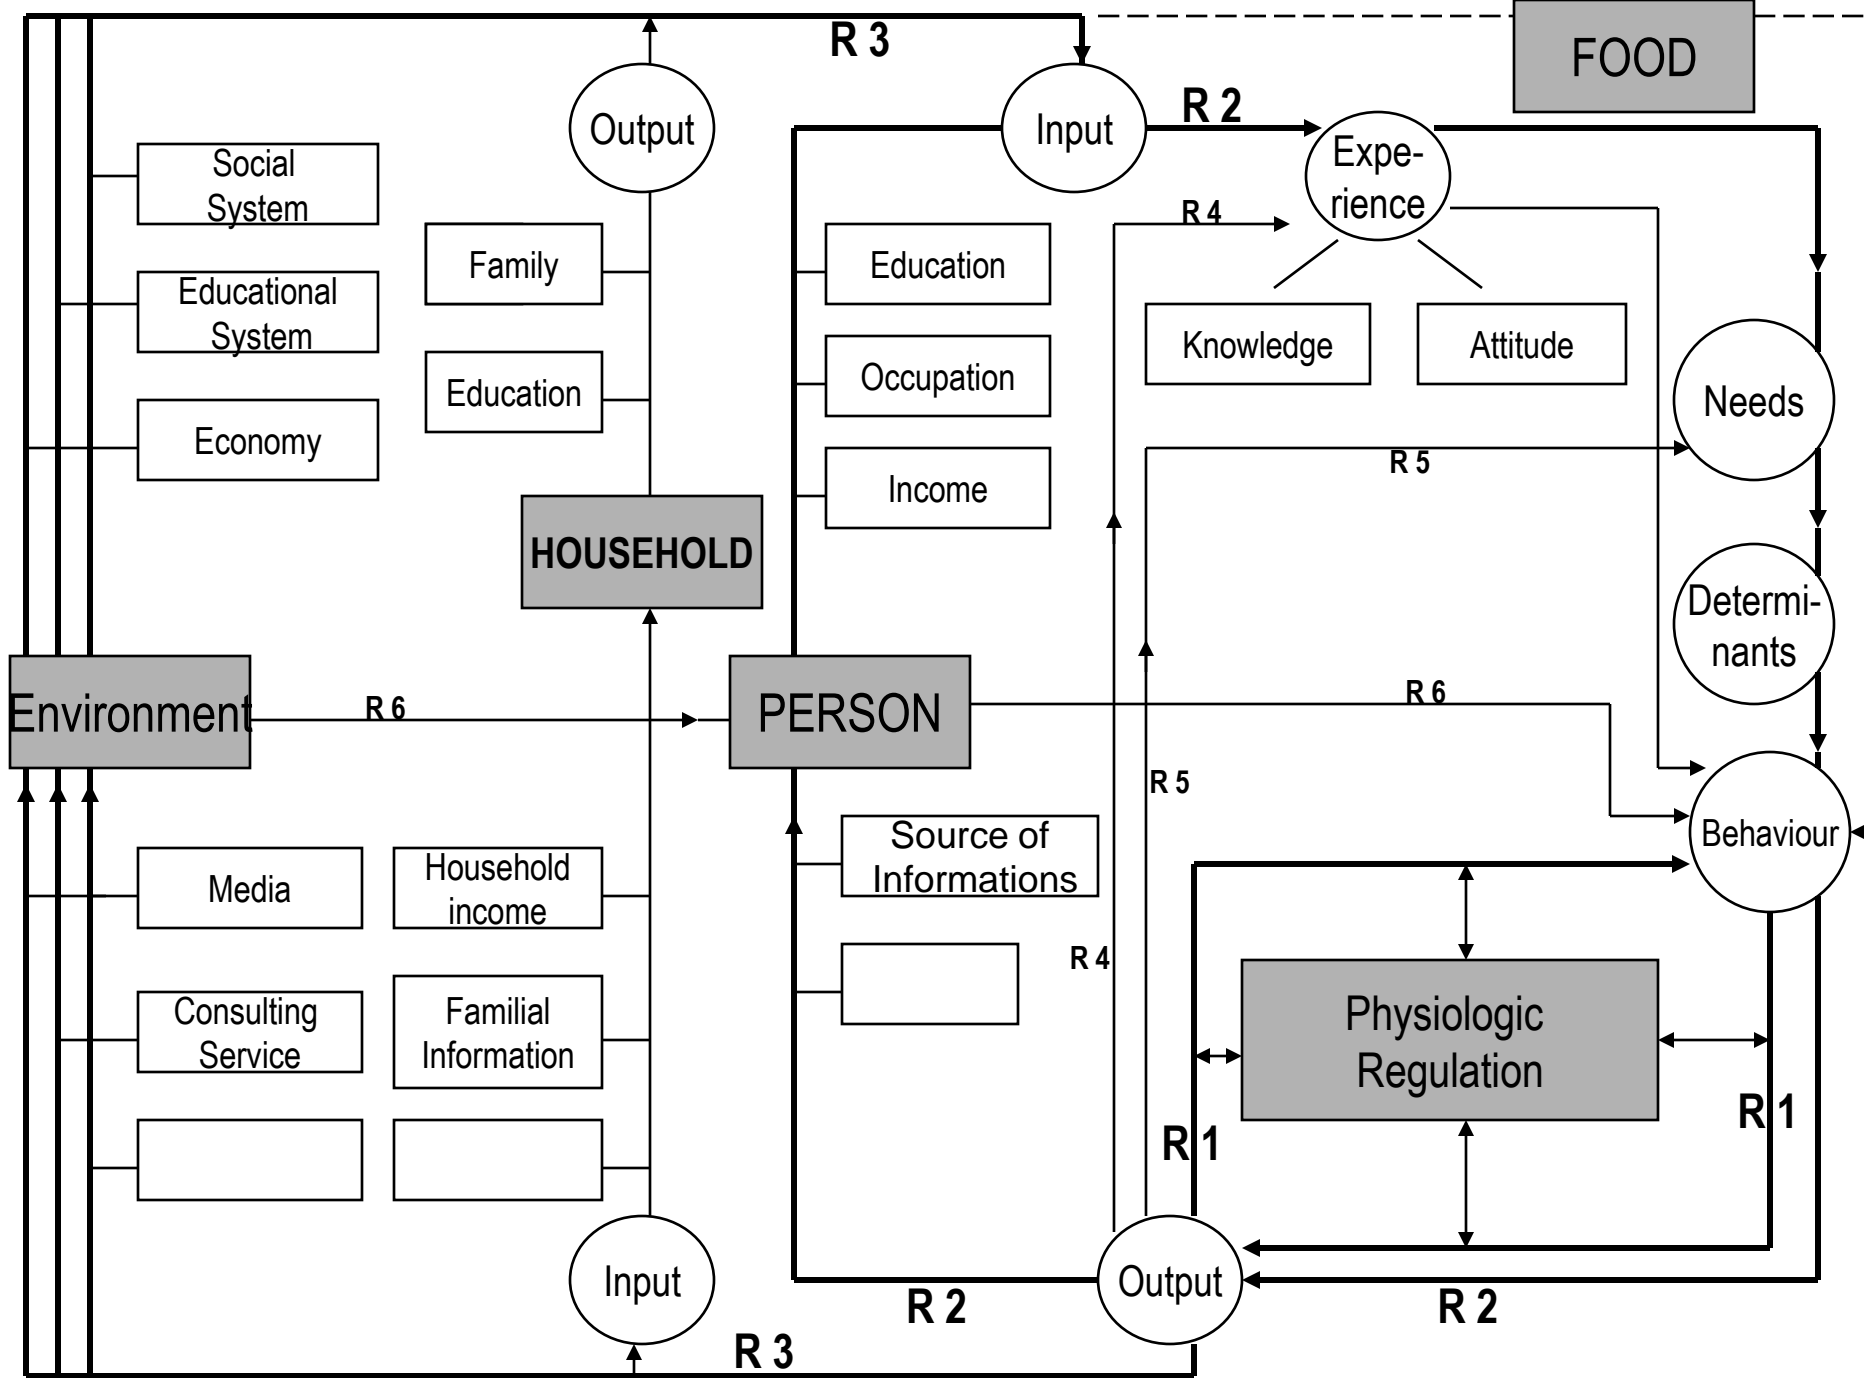 R 3
FOOD
Output
Input
R 2
Expe-
rience
Social
System
R 4
Family
Education
Educational
System
Knowledge
Attitude
Education
Occupation
Needs
Economy
Income
R 5
HOUSEHOLD
Determi-
nants
Environment
R 6
PERSON
R 6
R 5
Behaviour
Source of
Informations
Media
Household
income
R 4
Consulting
Service
Familial
Information
Physiologic
Regulation
R 1
R 1
Input
Output
R 2
R 2
R 3